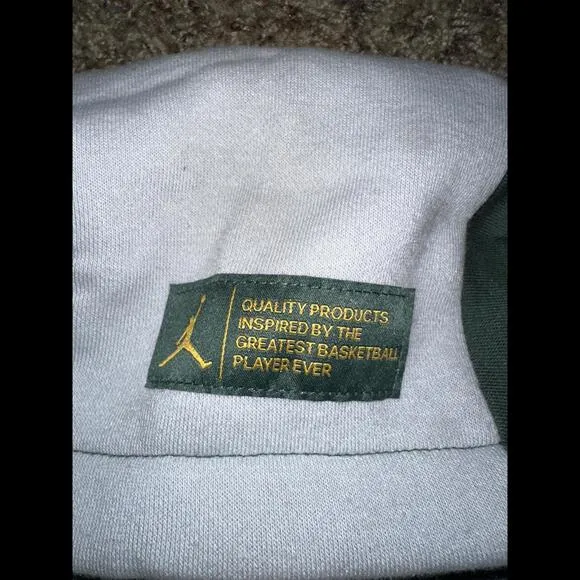 QUALITY PRODUCTS
INSPIRED BY THE
GREATEST BASKETBALL
PLAYER EVER